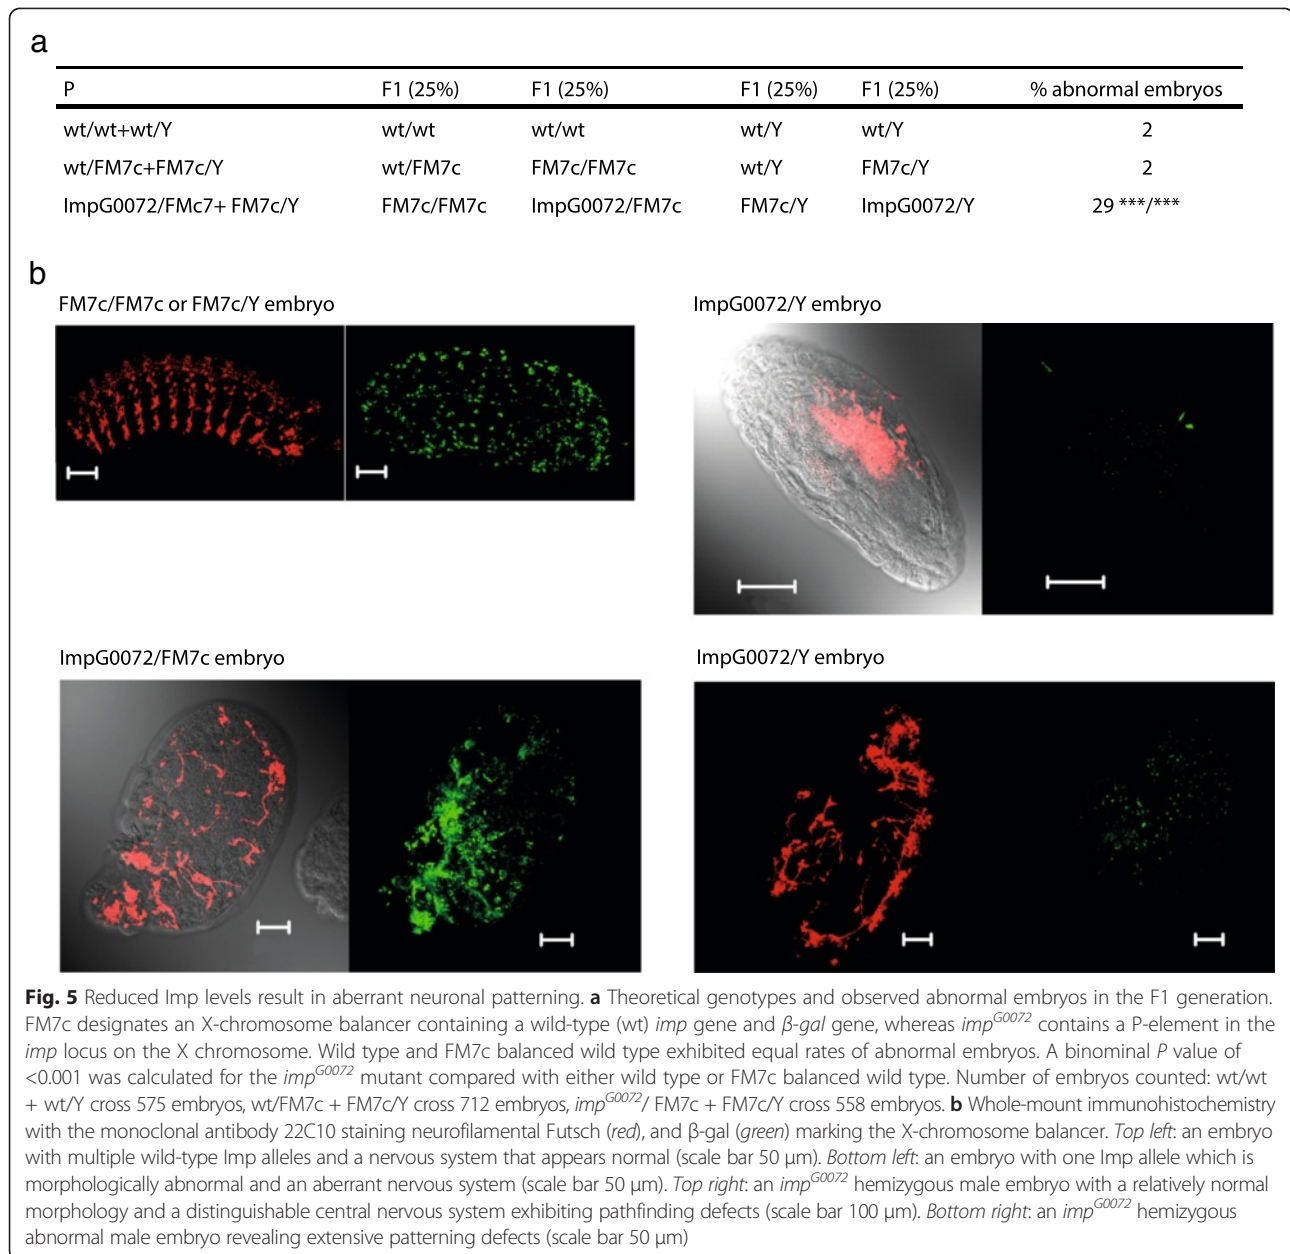 a
P F1 (25%) F1 (25%) F1 (25%) F1 (25%) % abnormal embryos
wt/wt+wt/Y wt/wt wt/wt wt/Y wt/Y 2
wt/FM7c+FM7c/Y wt/FM7c FM7c/FM7c wt/Y FM7c/Y 2
ImpG0072/FMc7+ FM7c/Y FM7c/FM7c ImpG0072/FM7c FM7c/Y ImpG0072/Y 29 ***/***
b
FM7c/FM7c or FM7c/Y embryo
ImpG0072/Y embryo
ImpG0072/FM7c embryo
ImpG0072/Y embryo
Fig. 5 Reduced Imp levels result in aberrant neuronal patterning. a Theoretical genotypes and observed abnormal embryos in the F1 generation.
FM7c designates an X-chromosome balancer containing a wild-type (wt) imp gene and β-gal gene, whereas imp^G0072 contains a P-element in the
imp locus on the X chromosome. Wild type and FM7c balanced wild type exhibited equal rates of abnormal embryos. A binominal P value of
<0.001 was calculated for the imp^G0072 mutant compared with either wild type or FM7c balanced wild type. Number of embryos counted: wt/wt
+ wt/Y cross 575 embryos, wt/FM7c + FM7c/Y cross 712 embryos, imp^G0072/ FM7c + FM7c/Y cross 558 embryos. b Whole-mount immunohistochemistry
with the monoclonal antibody 22C10 staining neurofilamental Futsch (red), and β-gal (green) marking the X-chromosome balancer. Top left: an embryo
with multiple wild-type Imp alleles and a nervous system that appears normal (scale bar 50 μm). Bottom left: an embryo with one Imp allele which is
morphologically abnormal and an aberrant nervous system (scale bar 50 μm). Top right: an imp^G0072 hemizygous male embryo with a relatively normal
morphology and a distinguishable central nervous system exhibiting pathfinding defects (scale bar 100 μm). Bottom right: an imp^G0072 hemizygous
abnormal male embryo revealing extensive patterning defects (scale bar 50 μm)